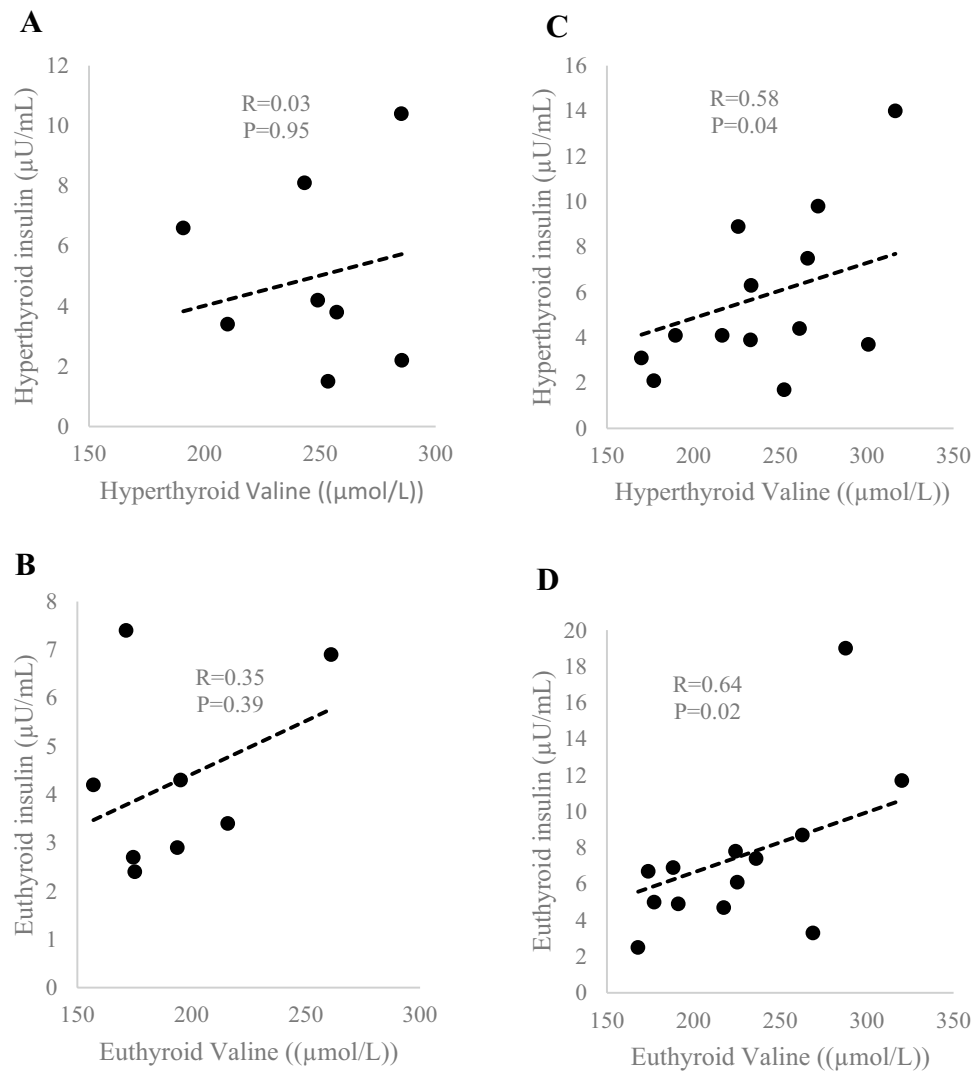 A
Hyperthyroid insulin (µU/mL)
12
10
8
6
4
2
0
R=0.03
P=0.95
150
200
250
300
Hyperthyroid Valine ((µmol/L))
C
Hyperthyroid insulin (µU/mL)
16
14
12
10
8
6
4
2
0
R=0.58
P=0.04
150
200
250
300
350
Hyperthyroid Valine ((µmol/L))
B
Euthyroid insulin (µU/mL)
8
7
6
5
4
3
2
1
0
R=0.35
P=0.39
150
200
250
300
Euthyroid Valine ((µmol/L))
D
Euthyroid insulin (µU/mL)
20
18
16
14
12
10
8
6
4
2
0
R=0.64
P=0.02
150
200
250
300
350
Euthyroid Valine ((µmol/L))